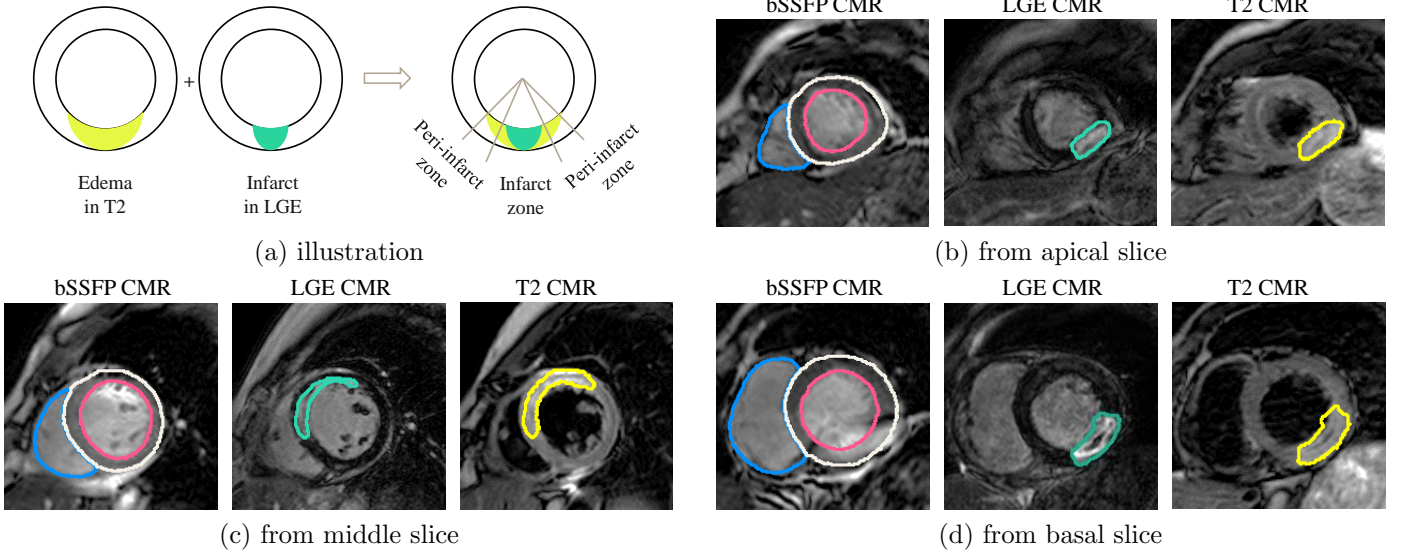 +
Peri-infarct
zone
Peri-infarct
zone
Edema
in T2
Infarct
in LGE
Infarct
zone
(a) illustration
bSSFP CMR LGE CMR T2 CMR
(b) from apical slice
bSSFP CMR LGE CMR T2 CMR
(c) from middle slice
bSSFP CMR LGE CMR T2 CMR
(d) from basal slice